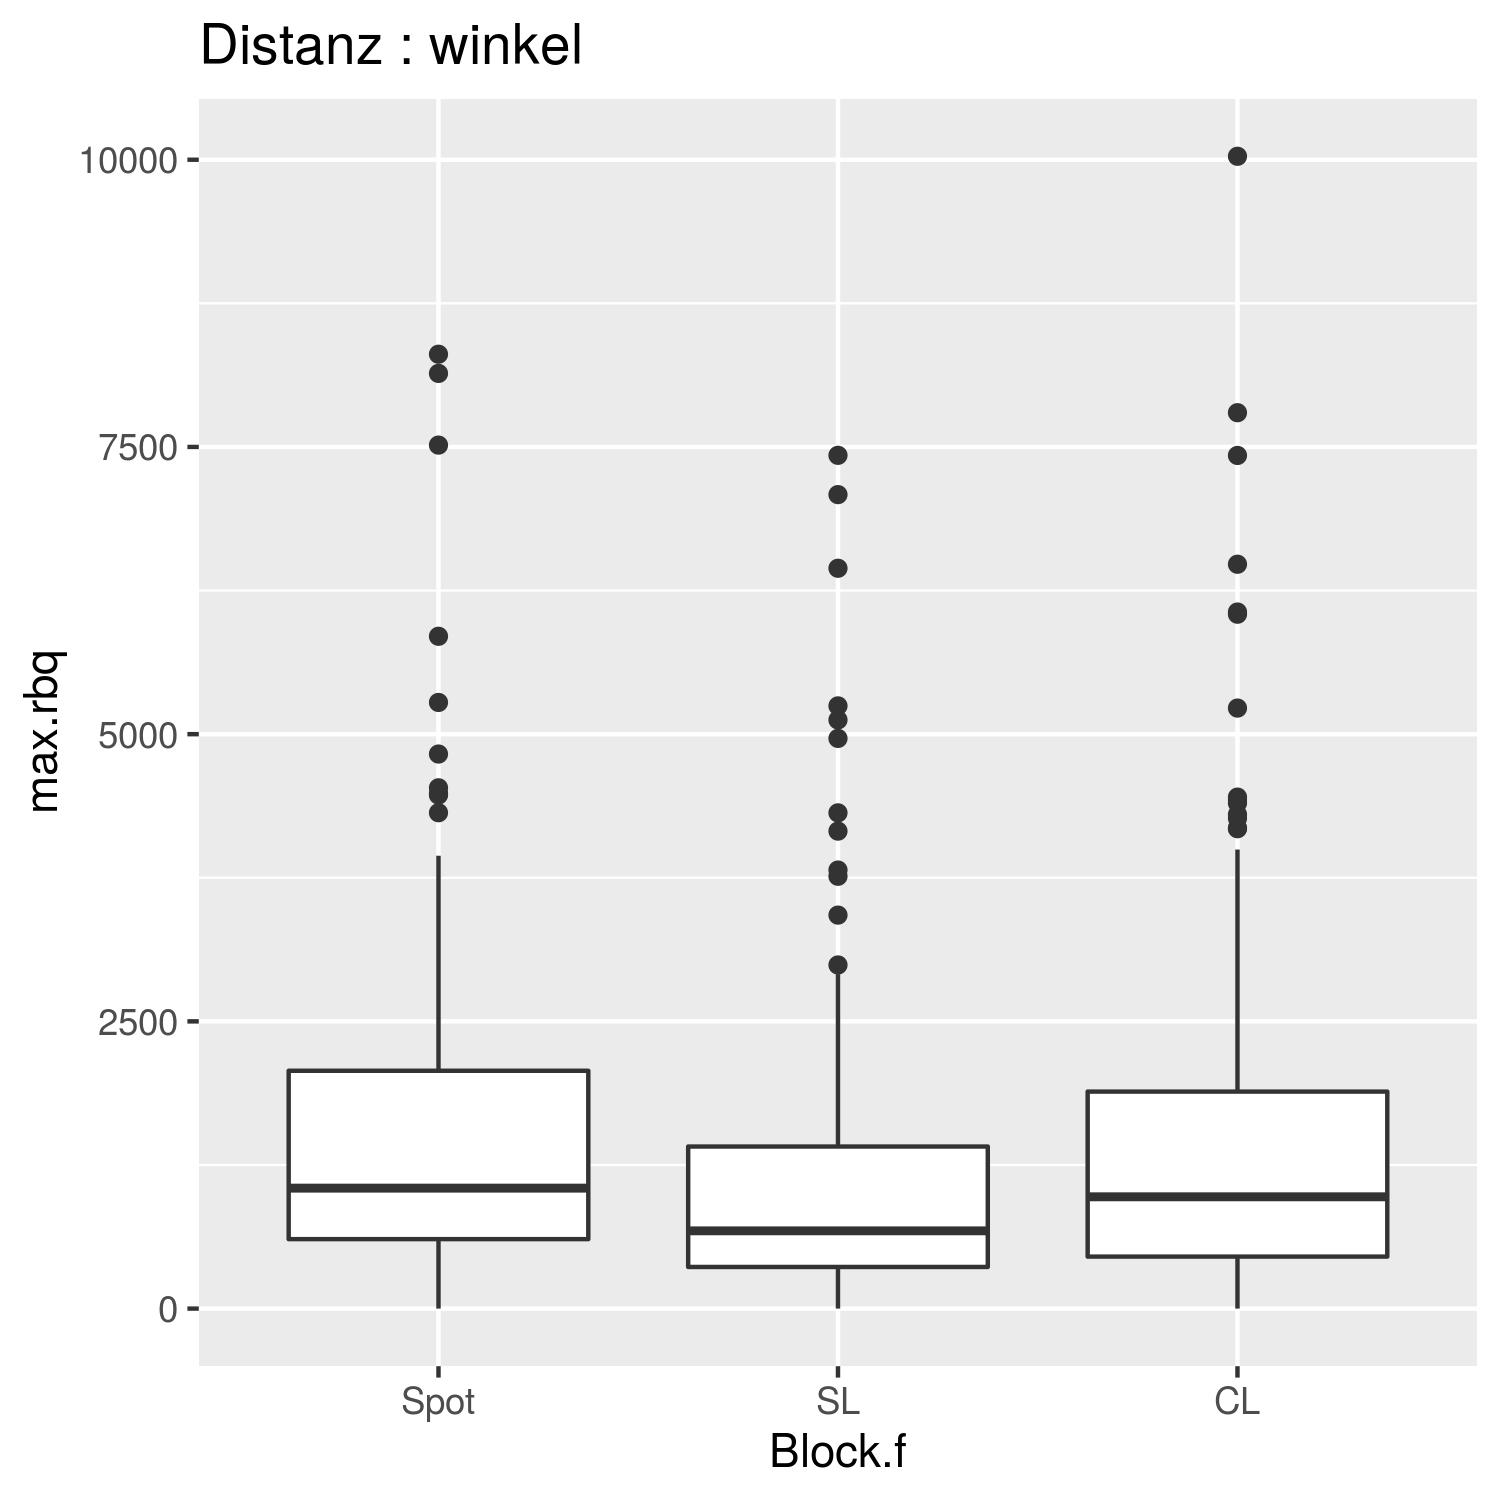 Distanz : winkel
max.rbq
10000
7500
5000
2500
0
Spot
SL
CL
Block.f